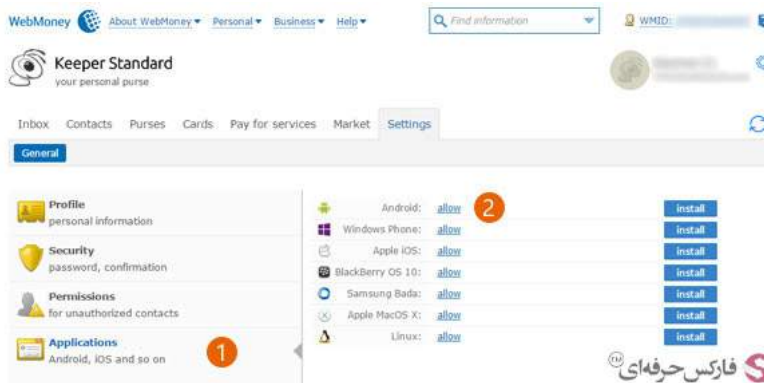 WebMoney About WebMoney Personal Business Help Find information WMID:
Keeper Standard
your personal purse
Inbox Contacts Purses Cards Pay for services Market Settings
General
Profile
personal information
Security
password, confirmation
Permissions
for unauthorized contacts
Applications
Android, iOS and so on
1
Android: allow 2 install
Windows Phone: allow install
Apple iOS: allow install
BlackBerry OS 10: allow install
Samsung Bada: allow install
Apple MacOS X: allow install
Linux: allow install
فارکس حرفه‌ای TM